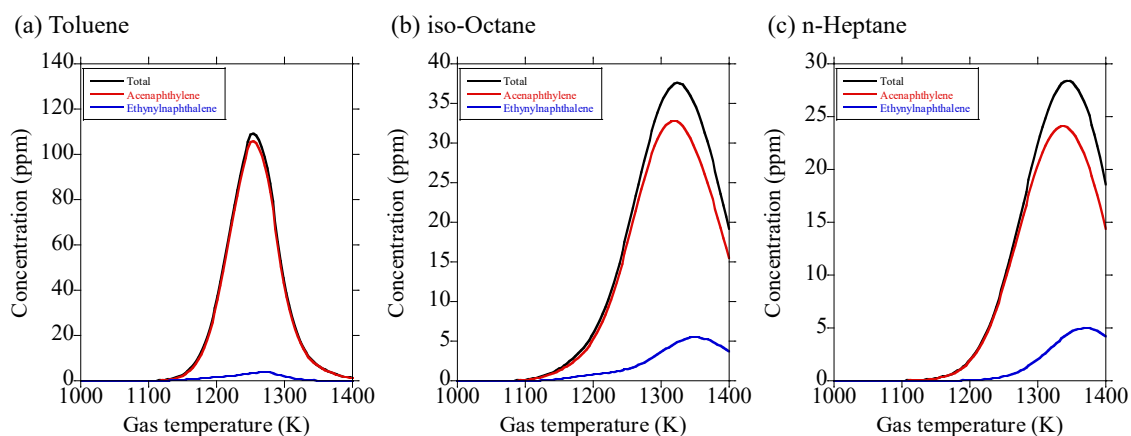 (a) Toluene
140
120
100
80
60
40
20
0
Concentration (ppm)
Total
Acenaphthylene
Ethynylnaphthalene
1000 1100 1200 1300 1400
Gas temperature (K)
(b) iso-Octane
40
35
30
25
20
15
10
5
0
Concentration (ppm)
Total
Acenaphthylene
Ethynylnaphthalene
1000 1100 1200 1300 1400
Gas temperature (K)
(c) n-Heptane
30
25
20
15
10
5
0
Concentration (ppm)
Total
Acenaphthylene
Ethynylnaphthalene
1000 1100 1200 1300 1400
Gas temperature (K)